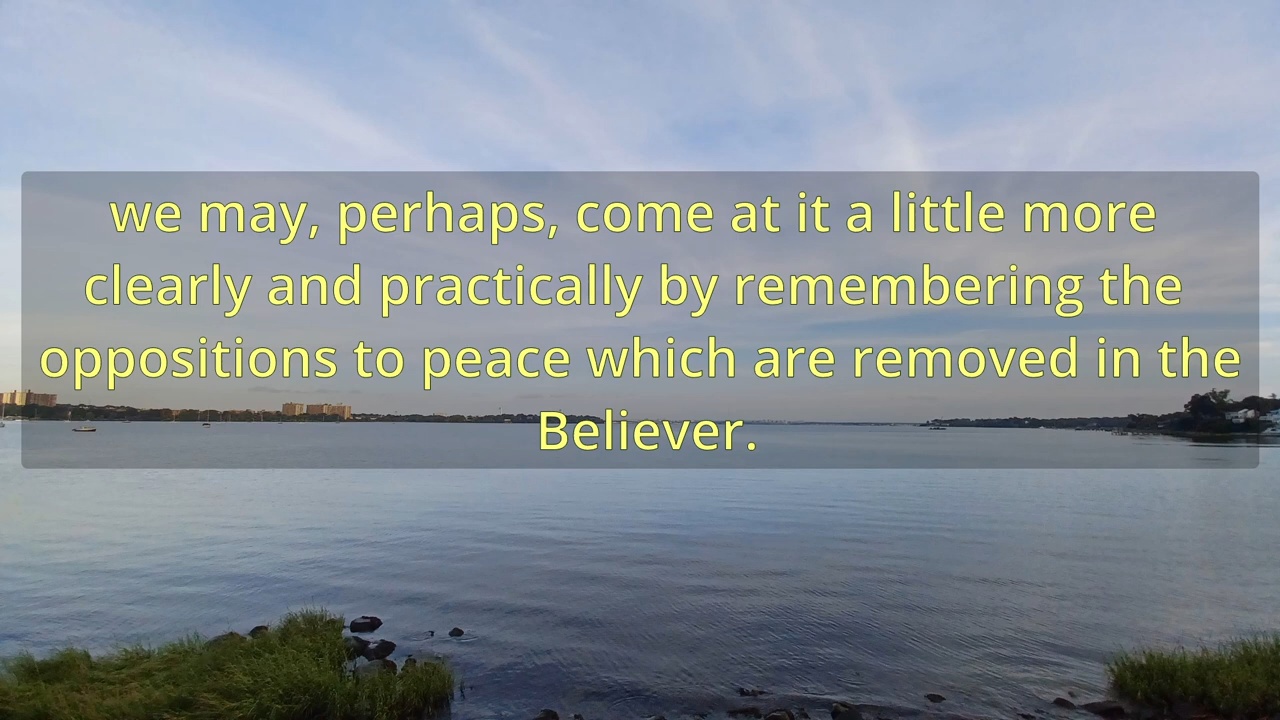 we may, perhaps, come at it a little more
clearly and practically by remembering the
oppositions to peace which are removed in the
Believer.